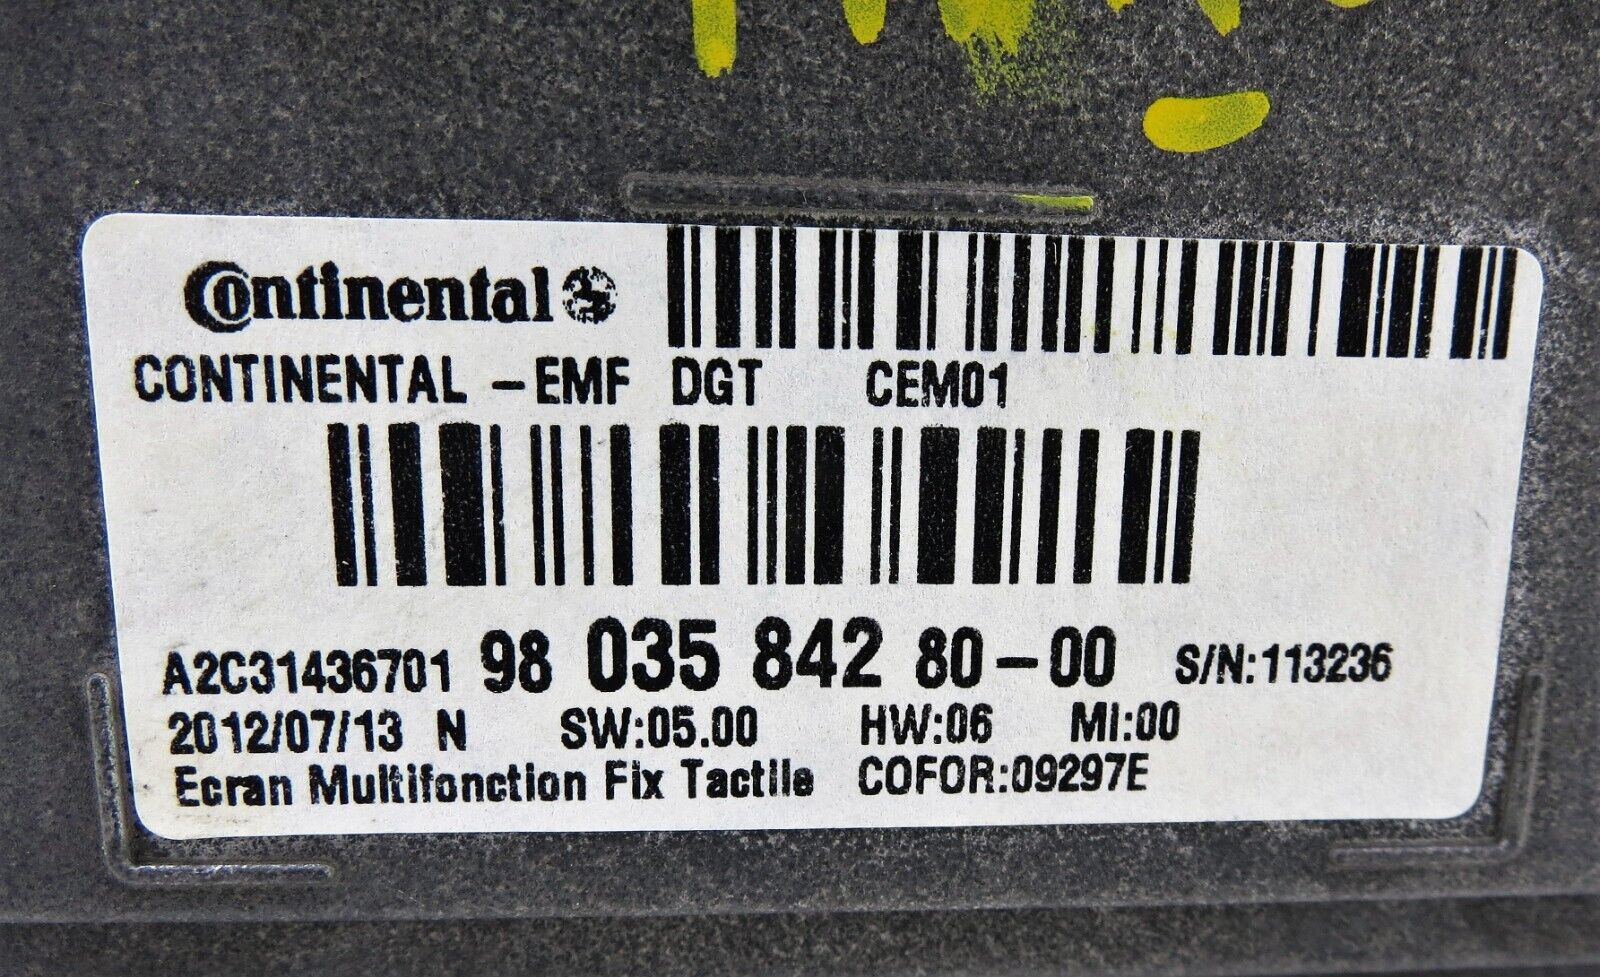 Continental
CONTINENTAL -EMF DGT CEM01
A2C31436701 98 035 842 80-00 S/N:113236
2012/07/13 N SW:05.00 HW:06 MI:00
Ecran Multifonction Fix Tactile COFOR:09297E